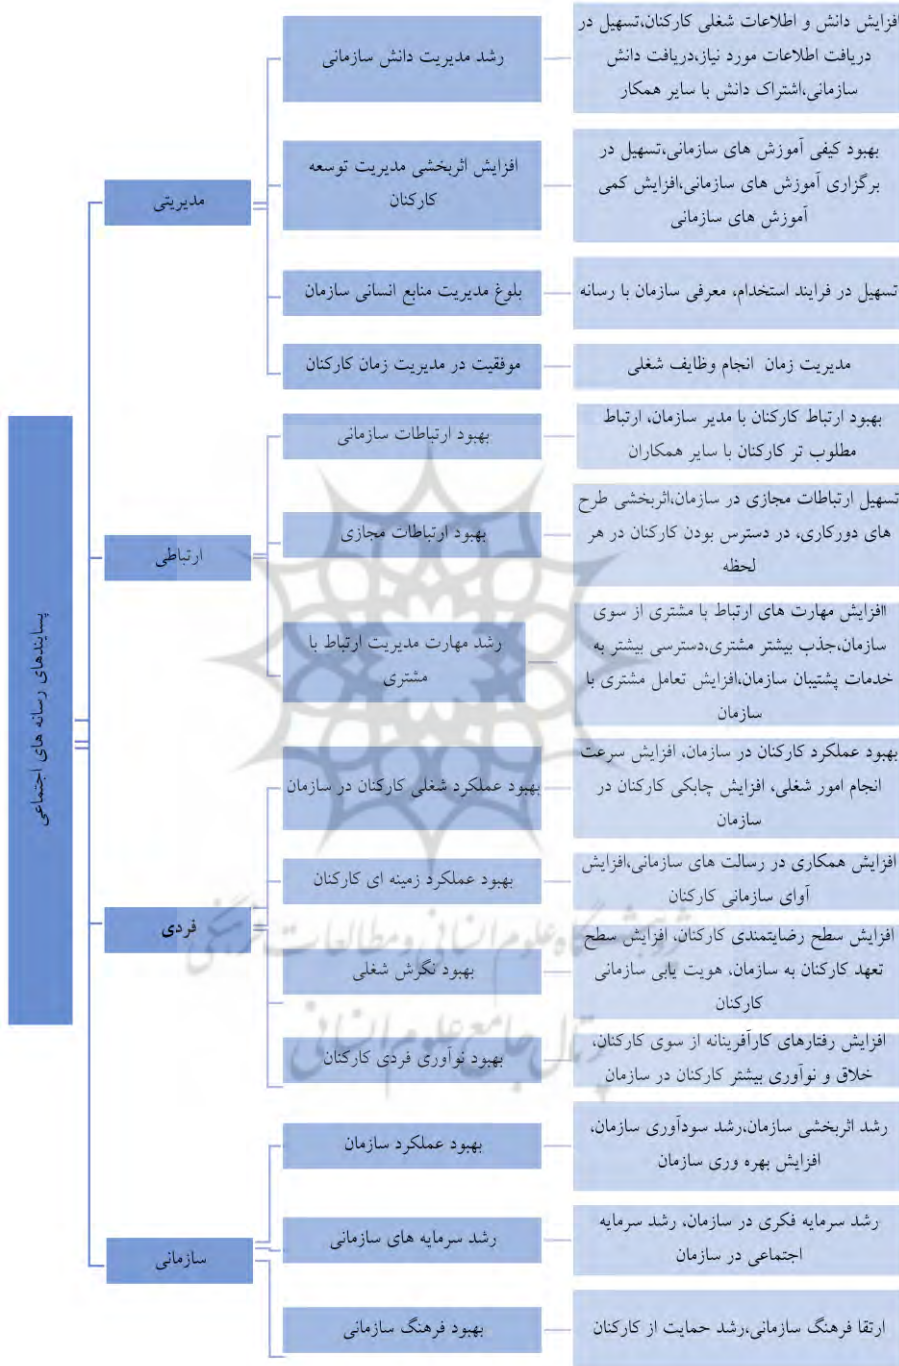 پسایندهای رسانه های اجتماعی
مدیریتی
رشد مدیریت دانش سازمانی
افزایش دانش و اطلاعات شغلی کارکنان،تسهیل در
دریافت اطلاعات مورد نیاز،دریافت دانش
سازمانی،اشتراک دانش با سایر همکار
افزایش اثربخشی مدیریت توسعه
کارکنان
بهبود کیفی آموزش های سازمانی،تسهیل در
برگزاری آموزش های سازمانی،افزایش کمی
آموزش های سازمانی
بلوغ مدیریت منابع انسانی سازمان
تسهیل در فرایند استخدام، معرفی سازمان با رسانه
موفقیت در مدیریت زمان کارکنان
مدیریت زمان انجام وظایف شغلی
ارتباطی
بهبود ارتباطات سازمانی
بهبود ارتباط کارکنان با مدیر سازمان، ارتباط
مطلوب تر کارکنان با سایر همکاران
بهبود ارتباطات مجازی
تسهیل ارتباطات مجازی در سازمان،اثربخشی طرح
های دورکاری، در دسترس بودن کارکنان در هر
لحظه
رشد مهارت مدیریت ارتباط با
مشتری
اافزایش مهارت های ارتباط با مشتری از سوی
سازمان،جذب بیشتر مشتری،دسترسی بیشتر به
خدمات پشتیبان سازمان،افزایش تعامل مشتری با
سازمان
فردی
بهبود عملکرد شغلی کارکنان در سازمان
بهبود عملکرد کارکنان در سازمان، افزایش سرعت
انجام امور شغلی، افزایش چابکی کارکنان در
سازمان
بهبود عملکرد زمینه ای کارکنان
افزایش همکاری در رسالت های سازمانی،افزایش
آوای سازمانی کارکنان
بهبود نگرش شغلی
افزایش سطح رضایتمندی کارکنان، افزایش سطح
تعهد کارکنان به سازمان، هویت یابی سازمانی
کارکنان
بهبود نوآوری فردی کارکنان
افزایش رفتارهای کارآفرینانه از سوی کارکنان،
خلاق و نوآوری بیشتر کارکنان در سازمان
سازمانی
بهبود عملکرد سازمان
رشد اثربخشی سازمان،رشد سودآوری سازمان،
افزایش بهره وری سازمان
رشد سرمایه های سازمانی
رشد سرمایه فکری در سازمان، رشد سرمایه
اجتماعی در سازمان
بهبود فرهنگ سازمانی
ارتقا فرهنگ سازمانی،رشد حمایت از کارکنان
پژوهشگاه علوم انسانی و مطالعات فرهنگی
پرتال جامع علوم انسانی